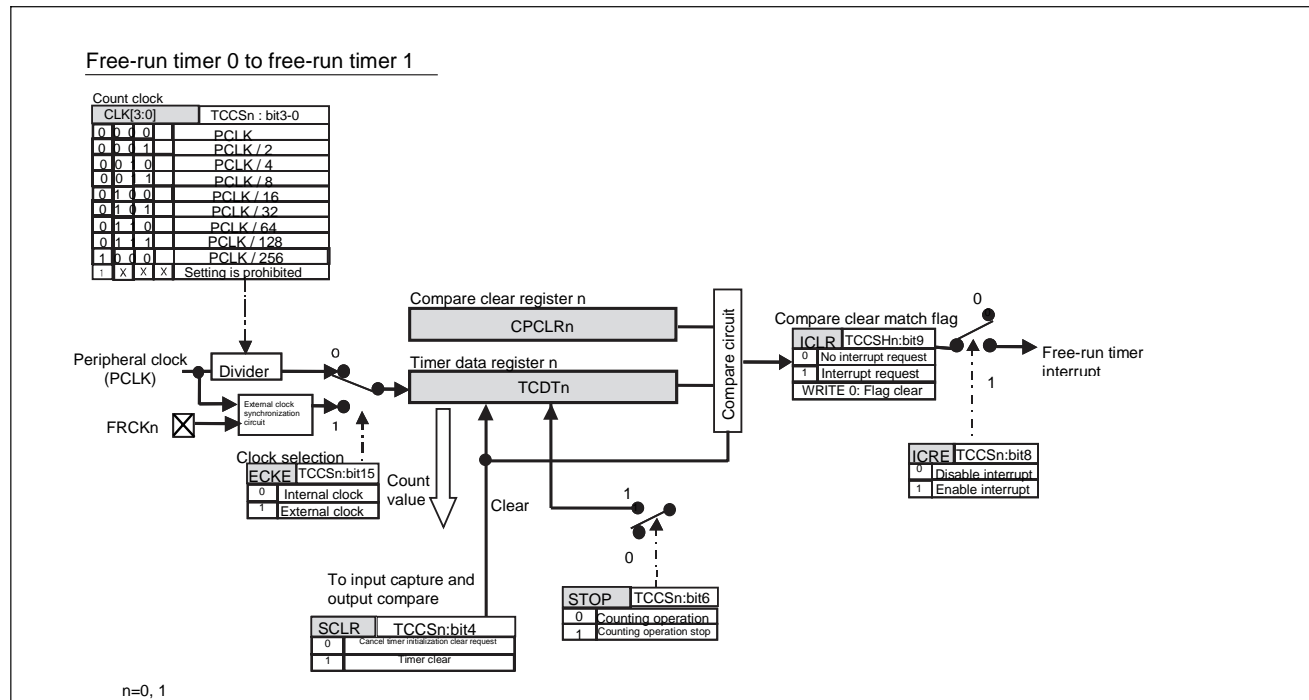 Free-run timer 0 to free-run timer 1
Count clock
CLK[3:0] TCCSn : bit3-0
0 0 0 0 PCLK
0 0 0 1 PCLK / 2
0 0 1 0 PCLK / 4
0 0 1 1 PCLK / 8
0 1 0 0 PCLK / 16
0 1 0 1 PCLK / 32
0 1 1 0 PCLK / 64
0 1 1 1 PCLK / 128
1 0 0 0 PCLK / 256
1 X X X Setting is prohibited
Peripheral clock
(PCLK)
Divider
FRCKn
External clock
synchronization
circuit
0
1
Clock selection
ECKE TCCSn:bit15
0 Internal clock
1 External clock
Compare clear register n
CPCLRn
Timer data register n
TCDTn
Count
value
Clear
To input capture and
output compare
SCLR TCCSn:bit4
0 Cancel timer initialization clear request
1 Timer clear
1
0
STOP TCCSn:bit6
0 Counting operation
1 Counting operation stop
Compare circuit
Compare clear match flag
ICLR TCCSHn:bit9
0 No interrupt request
1 Interrupt request
WRITE 0: Flag clear
0
1
Free-run timer
interrupt
ICRE TCCSn:bit8
0 Disable interrupt
1 Enable interrupt
n=0, 1